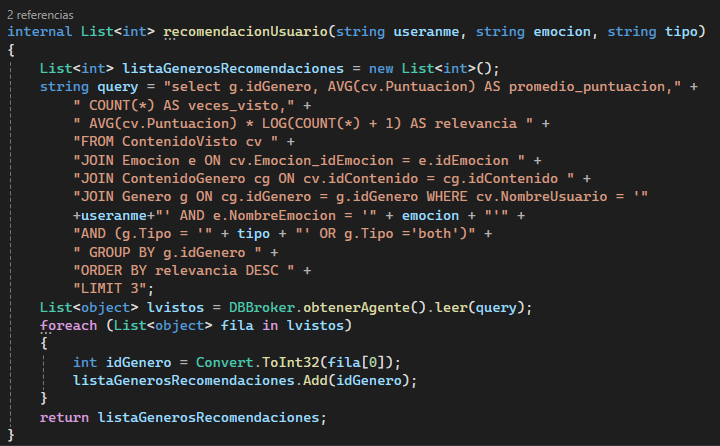 2 referencias
internal List<int> recomendacionUsuario(string useranme, string emocion, string tipo)
{
List<int> listaGenerosRecomendaciones = new List<int>();
string query = "select g.idGenero, AVG(cv.Puntuacion) AS promedio_puntuacion," +
" COUNT(*) AS veces_visto," +
" AVG(cv.Puntuacion) * LOG(COUNT(*) + 1) AS relevancia " +
"FROM ContenidoVisto cv " +
"JOIN Emocion e ON cv.Emocion_idEmocion = e.idEmocion " +
"JOIN ContenidoGenero cg ON cv.idContenido = cg.idContenido " +
"JOIN Genero g ON cg.idGenero = g.idGenero WHERE cv.NombreUsuario = '"
+useranme+"' AND e.NombreEmocion = '" + emocion + "'" +
"AND (g.Tipo = '" + tipo + "' OR g.Tipo ='both')" +
" GROUP BY g.idGenero " +
"ORDER BY relevancia DESC " +
"LIMIT 3";
List<object> lvistos = DBBroker.obtenerAgente().leer(query);
foreach (List<object> fila in lvistos)
{
int idGenero = Convert.ToInt32(fila[0]);
listaGenerosRecomendaciones.Add(idGenero);
}
return listaGenerosRecomendaciones;
}